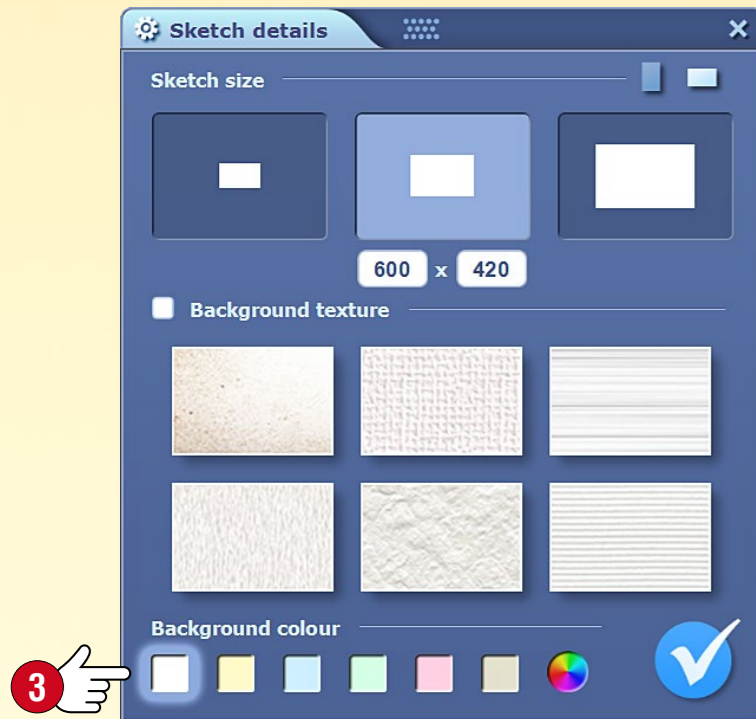 Sketch details
Sketch size
600 x 420
Background texture
Background colour
3